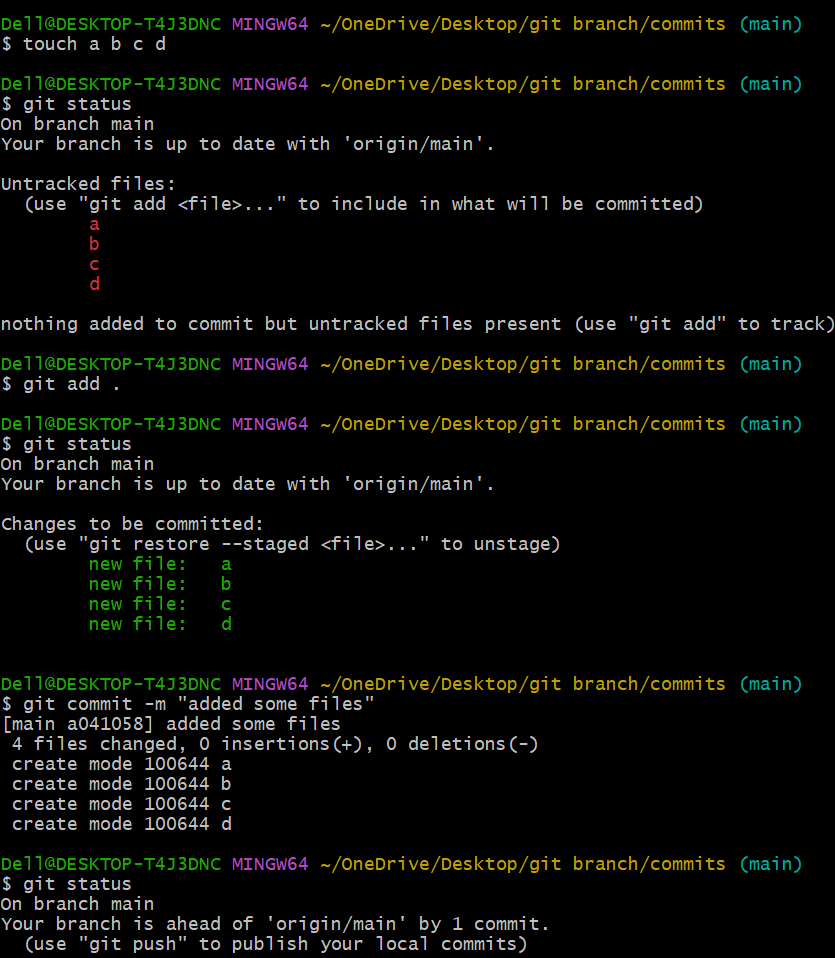 Dell@DESKTOP-T4J3DNC MINGW64 ~/OneDrive/Desktop/git branch/commits (main)
$ touch a b c d
Dell@DESKTOP-T4J3DNC MINGW64 ~/OneDrive/Desktop/git branch/commits (main)
$ git status
On branch main
Your branch is up to date with 'origin/main'.
Untracked files:
  (use "git add <file>..." to include in what will be committed)
        a
        b
        c
        d
nothing added to commit but untracked files present (use "git add" to track)
Dell@DESKTOP-T4J3DNC MINGW64 ~/OneDrive/Desktop/git branch/commits (main)
$ git add .
Dell@DESKTOP-T4J3DNC MINGW64 ~/OneDrive/Desktop/git branch/commits (main)
$ git status
On branch main
Your branch is up to date with 'origin/main'.
Changes to be committed:
  (use "git restore --staged <file>..." to unstage)
        new file:   a
        new file:   b
        new file:   c
        new file:   d
Dell@DESKTOP-T4J3DNC MINGW64 ~/OneDrive/Desktop/git branch/commits (main)
$ git commit -m "added some files"
[main a041058] added some files
 4 files changed, 0 insertions(+), 0 deletions(-)
 create mode 100644 a
 create mode 100644 b
 create mode 100644 c
 create mode 100644 d
Dell@DESKTOP-T4J3DNC MINGW64 ~/OneDrive/Desktop/git branch/commits (main)
$ git status
On branch main
Your branch is ahead of 'origin/main' by 1 commit.
  (use "git push" to publish your local commits)